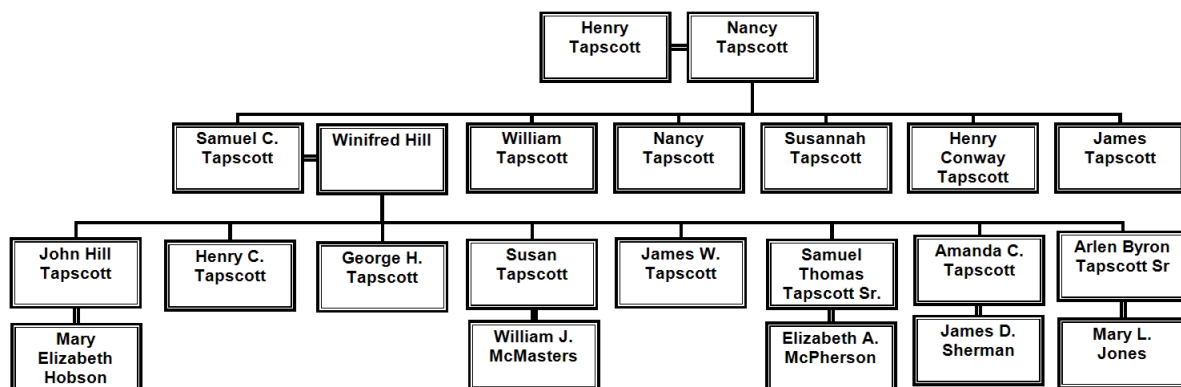 Henry
Tapscott
Nancy
Tapscott
Samuel C.
Tapscott
Winifred Hill
William
Tapscott
Nancy
Tapscott
Susannah
Tapscott
Henry
Conway
Tapscott
James
Tapscott
John Hill
Tapscott
Henry C.
Tapscott
George H.
Tapscott
Susan
Tapscott
James W.
Tapscott
Samuel
Thomas
Tapscott Sr.
Amanda C.
Tapscott
Arlen Byron
Tapscott Sr
Mary
Elizabeth
Hobson
William J.
McMasters
Elizabeth A.
McPherson
James D.
Sherman
Mary L.
Jones